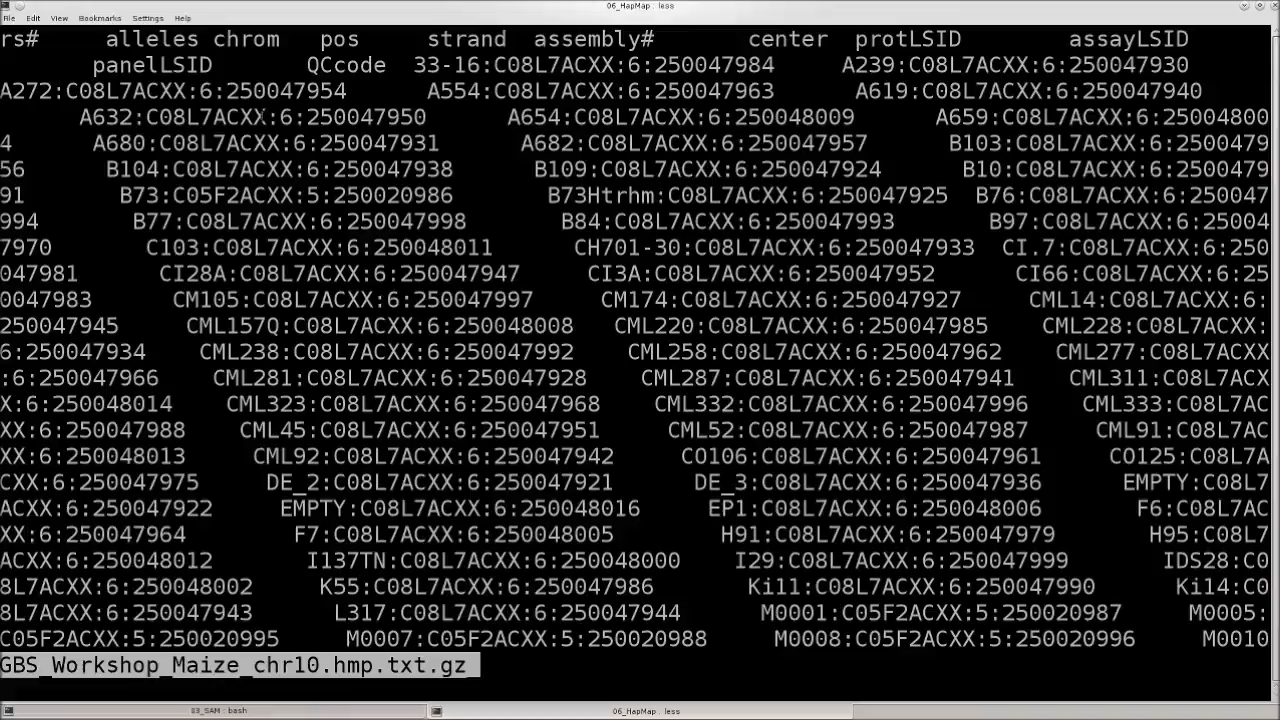 06_HapMap : less
File Edit View Bookmarks Settings Help
rs# alleles chrom pos strand assembly# center protLSID assayLSID
panelLSID QCcode 33-16:C08L7ACXX:6:250047984 A239:C08L7ACXX:6:250047930
A272:C08L7ACXX:6:250047954 A554:C08L7ACXX:6:250047963 A619:C08L7ACXX:6:250047940
A632:C08L7ACXX:6:250047950 A654:C08L7ACXX:6:250048009 A659:C08L7ACXX:6:25004800
4 A680:C08L7ACXX:6:250047931 A682:C08L7ACXX:6:250047957 B103:C08L7ACXX:6:2500479
56 B104:C08L7ACXX:6:250047938 B109:C08L7ACXX:6:250047924 B10:C08L7ACXX:6:2500479
91 B73:C05F2ACXX:5:250020986 B73Htrhm:C08L7ACXX:6:250047925 B76:C08L7ACXX:6:250047
994 B77:C08L7ACXX:6:250047998 B84:C08L7ACXX:6:250047993 B97:C08L7ACXX:6:25004
7970 C103:C08L7ACXX:6:250048011 CH701-30:C08L7ACXX:6:250047933 CI.7:C08L7ACXX:6:250
047981 CI28A:C08L7ACXX:6:250047947 CI3A:C08L7ACXX:6:250047952 CI66:C08L7ACXX:6:25
0047983 CM105:C08L7ACXX:6:250047997 CM174:C08L7ACXX:6:250047927 CML14:C08L7ACXX:6:
250047945 CML157Q:C08L7ACXX:6:250048008 CML220:C08L7ACXX:6:250047985 CML228:C08L7ACXX:
6:250047934 CML238:C08L7ACXX:6:250047992 CML258:C08L7ACXX:6:250047962 CML277:C08L7ACXX
:6:250047966 CML281:C08L7ACXX:6:250047928 CML287:C08L7ACXX:6:250047941 CML311:C08L7ACX
X:6:250048014 CML323:C08L7ACXX:6:250047968 CML332:C08L7ACXX:6:250047996 CML333:C08L7AC
XX:6:250047988 CML45:C08L7ACXX:6:250047951 CML52:C08L7ACXX:6:250047987 CML91:C08L7AC
XX:6:250048013 CML92:C08L7ACXX:6:250047942 CO106:C08L7ACXX:6:250047961 CO125:C08L7A
CXX:6:250047975 DE_2:C08L7ACXX:6:250047921 DE_3:C08L7ACXX:6:250047936 EMPTY:C08L7
ACXX:6:250047922 EMPTY:C08L7ACXX:6:250048016 EP1:C08L7ACXX:6:250048006 F6:C08L7AC
XX:6:250047964 F7:C08L7ACXX:6:250048005 H91:C08L7ACXX:6:250047979 H95:C08L7
ACXX:6:250048012 I137TN:C08L7ACXX:6:250048000 I29:C08L7ACXX:6:250047999 IDS28:C0
8L7ACXX:6:250048002 K55:C08L7ACXX:6:250047986 Ki11:C08L7ACXX:6:250047990 Ki14:C0
8L7ACXX:6:250047943 L317:C08L7ACXX:6:250047944 M0001:C05F2ACXX:5:250020987 M0005:
C05F2ACXX:5:250020995 M0007:C05F2ACXX:5:250020988 M0008:C05F2ACXX:5:250020996 M0010
GBS_Workshop_Maize_chr10.hmp.txt.gz
03_SAM : bash 06_HapMap : less